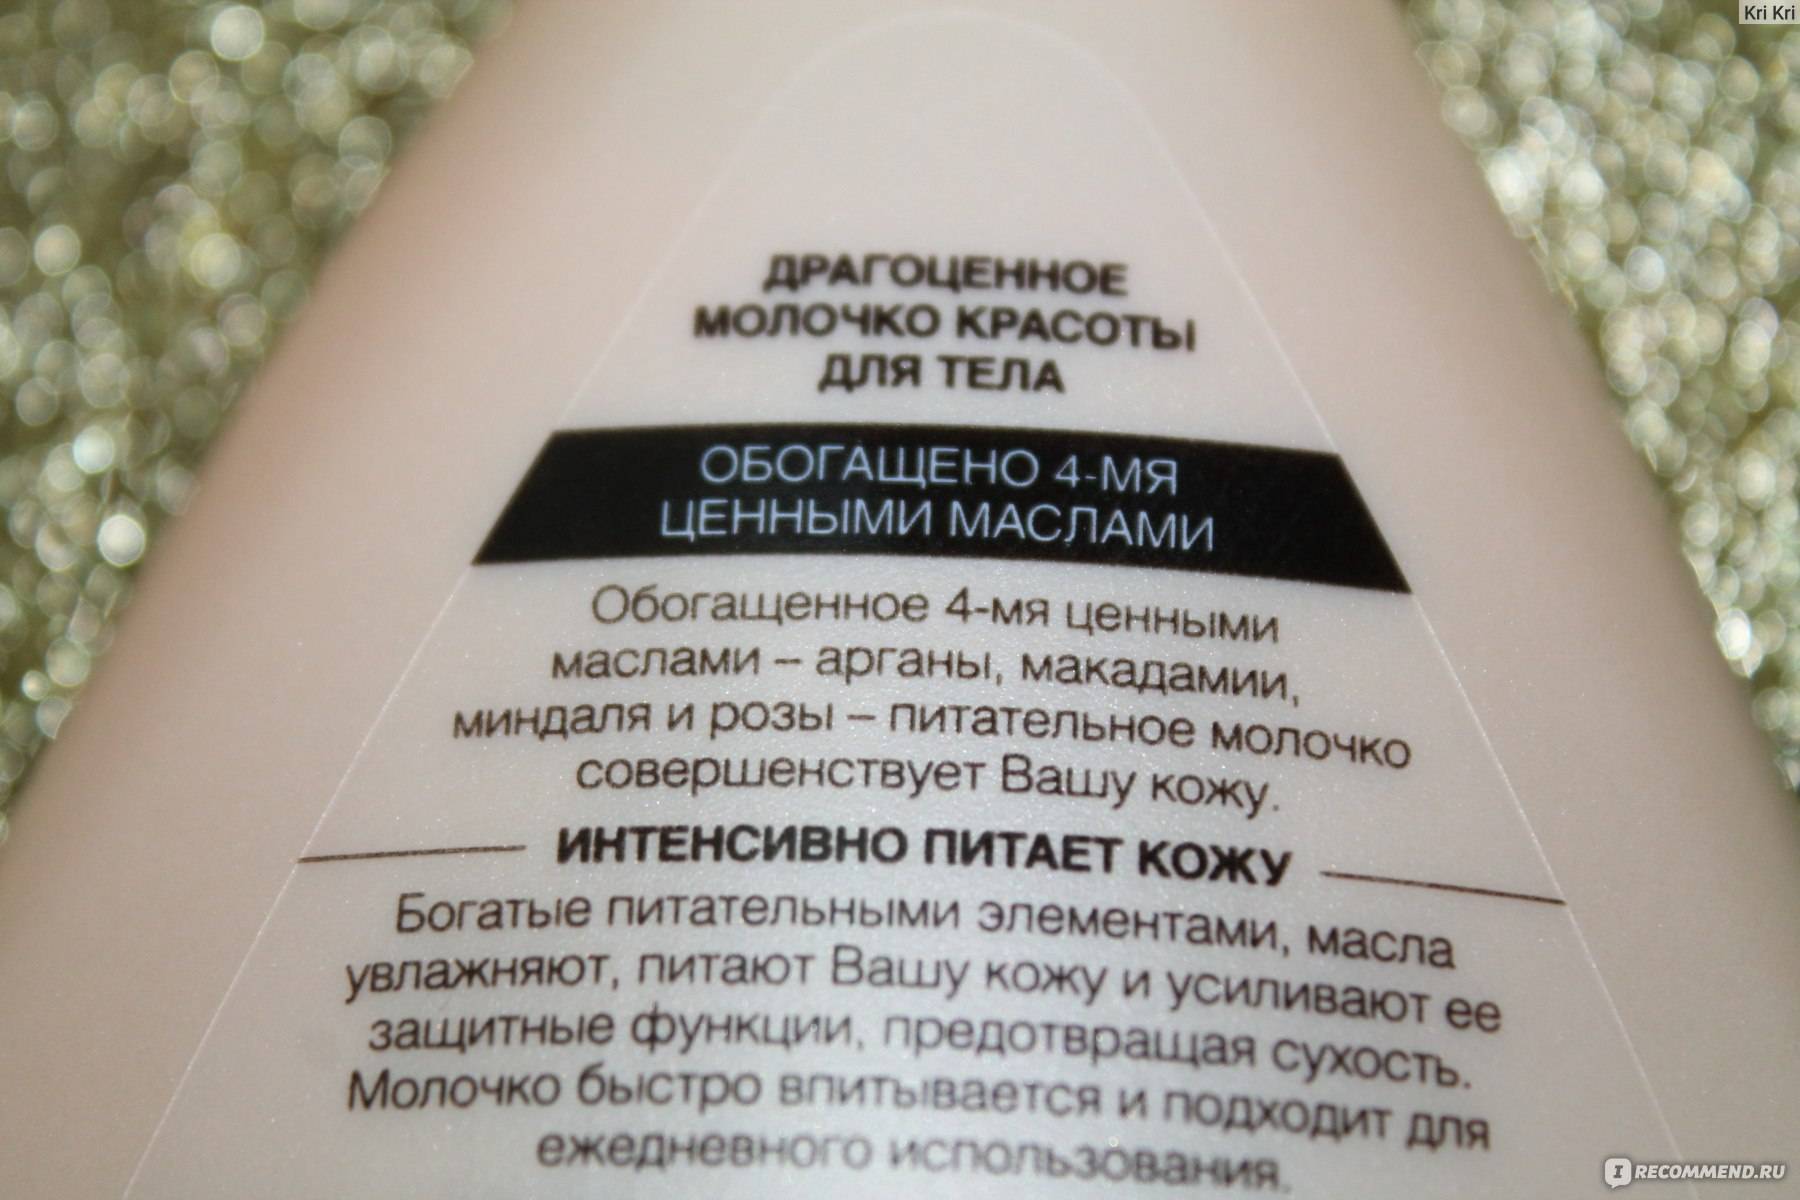 Kri Kri
ДРАГОЦЕННОЕ
МОЛОЧКО КРАСОТЫ
ДЛЯ ТЕЛА
ОБОГАЩЕНО 4-МЯ
ЦЕННЫМИ МАСЛАМИ
Обогащенное 4-мя ценными
маслами – арганы, макадамии,
миндаля и розы – питательное молочко
совершенствует Вашу кожу.
ИНТЕНСИВНО ПИТАЕТ КОЖУ
Богатые питательными элементами, масла
увлажняют, питают Вашу кожу и усиливают ее
защитные функции, предотвращая сухость.
Молочко быстро впитывается и подходит для
ежедневного использования.
IRECOMMEND.RU